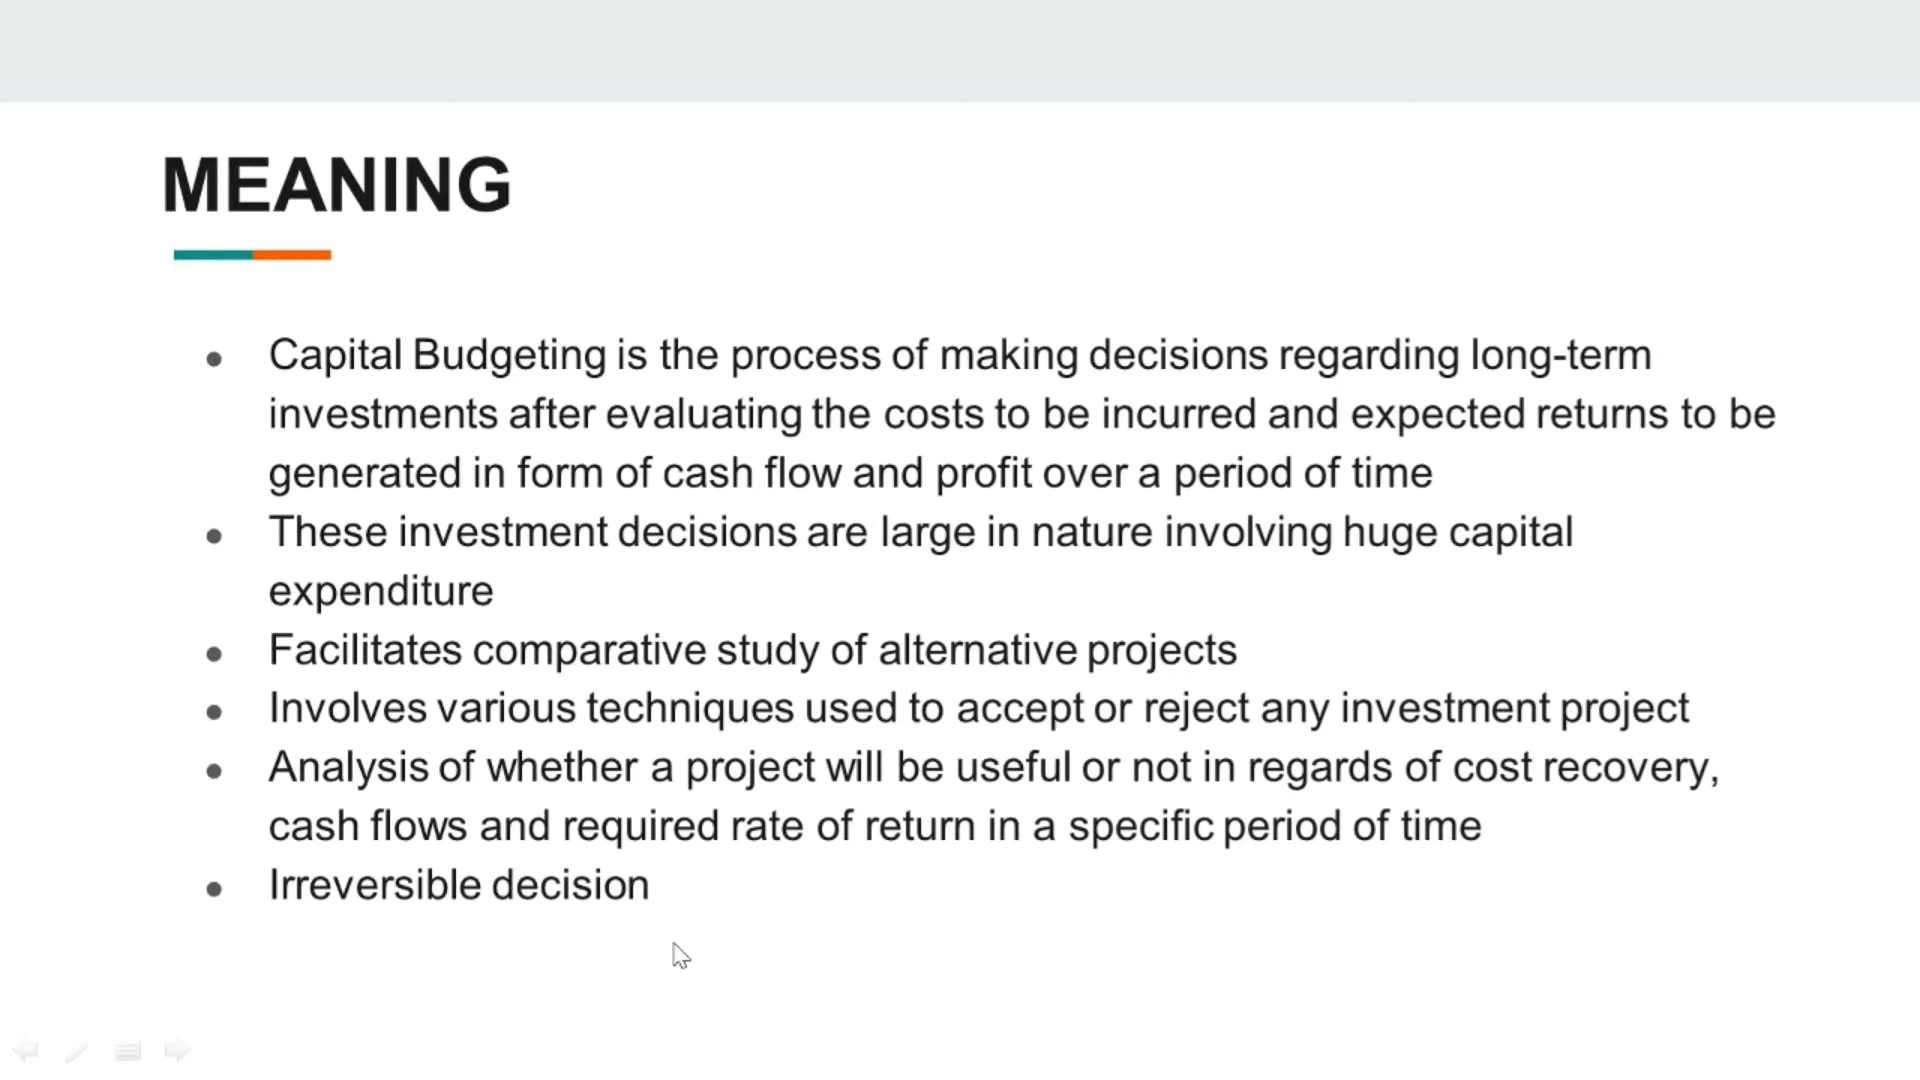 MEANING
● Capital Budgeting is the process of making decisions regarding long-term
investments after evaluating the costs to be incurred and expected returns to be
generated in form of cash flow and profit over a period of time
● These investment decisions are large in nature involving huge capital
expenditure
● Facilitates comparative study of alternative projects
● Involves various techniques used to accept or reject any investment project
● Analysis of whether a project will be useful or not in regards of cost recovery,
cash flows and required rate of return in a specific period of time
● Irreversible decision